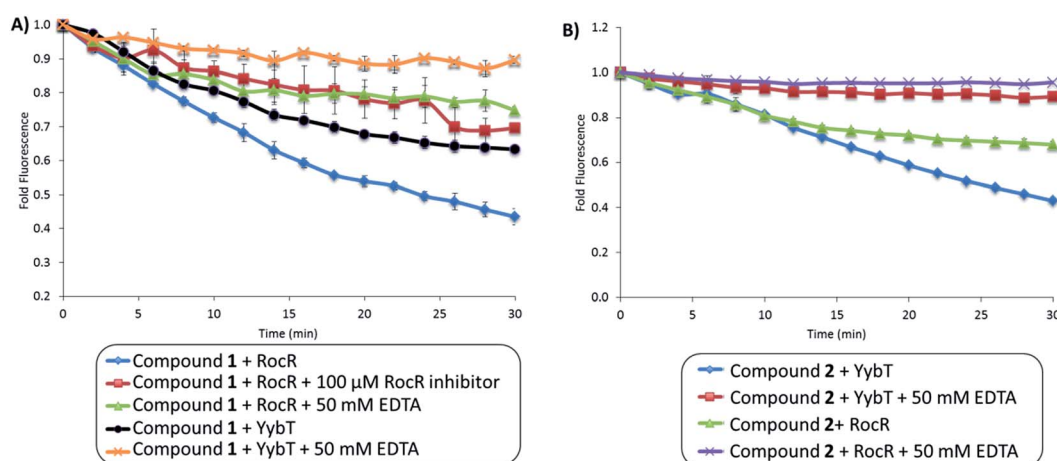 A)
1.0
0.9
0.8
0.7
0.6
0.5
0.4
0.3
0.2
Fold Fluorescence
0 5 10 15 20 25 30
Time (min)
Compound 1 + RocR
Compound 1 + RocR + 100 µM RocR inhibitor
Compound 1 + RocR + 50 mM EDTA
Compound 1 + YybT
Compound 1 + YybT + 50 mM EDTA
B)
1.2
1.0
0.8
0.6
0.4
0.2
0.0
Fold Fluorescence
0 5 10 15 20 25 30
Time (min)
Compound 2 + YybT
Compound 2 + YybT + 50 mM EDTA
Compound 2+ RocR
Compound 2 + RocR + 50 mM EDTA